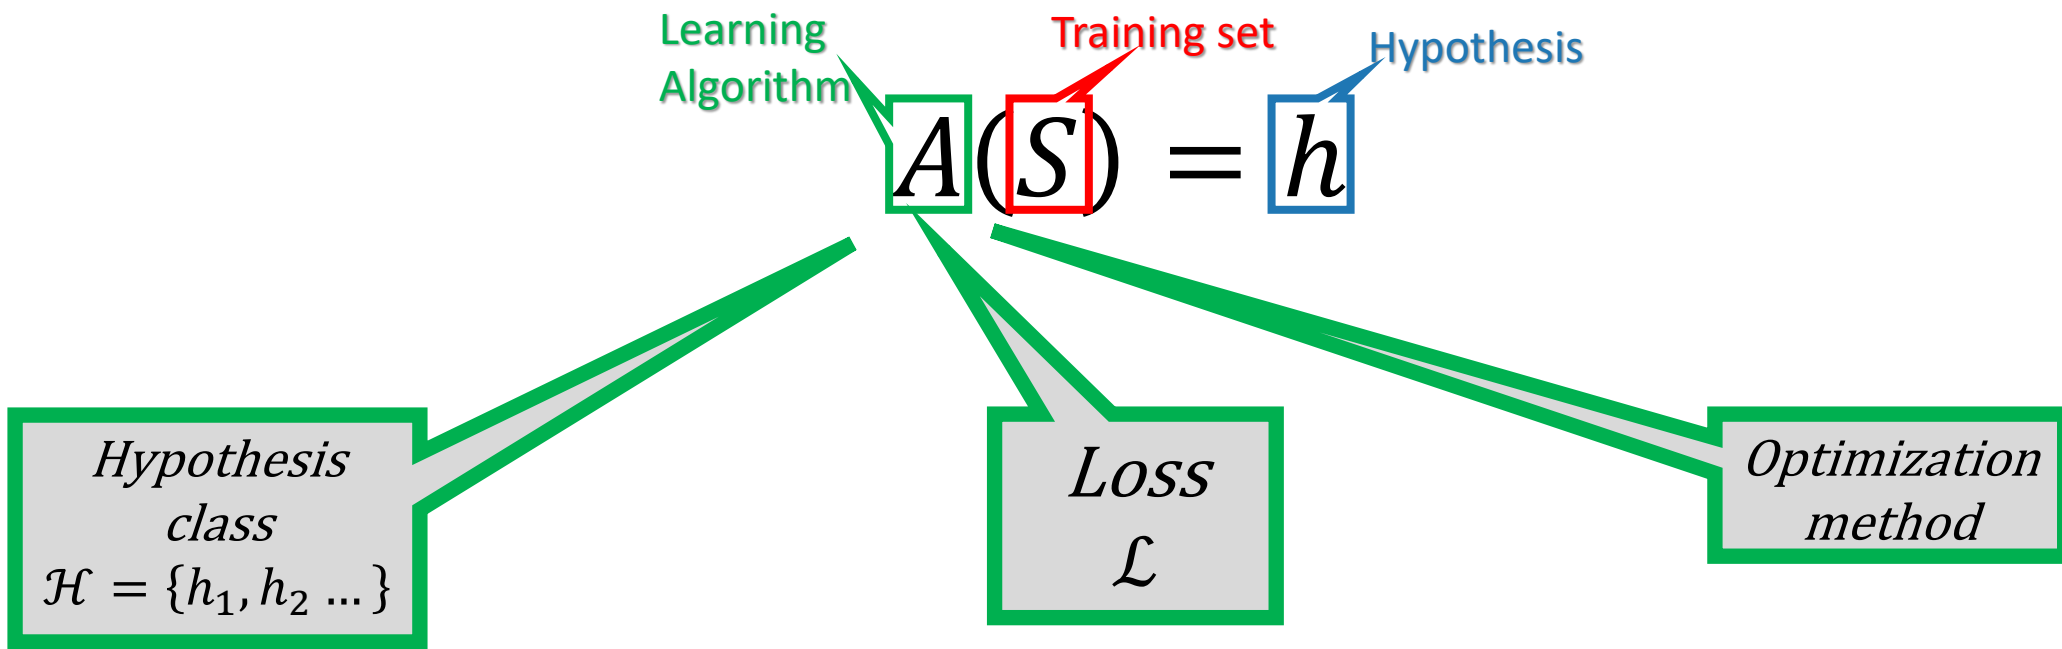 Learning
Algorithm
Training set
Hypothesis
A(S) = h
Hypothesis
class
ℋ = {h₁, h₂ … }
Loss
ℒ
Optimization
method